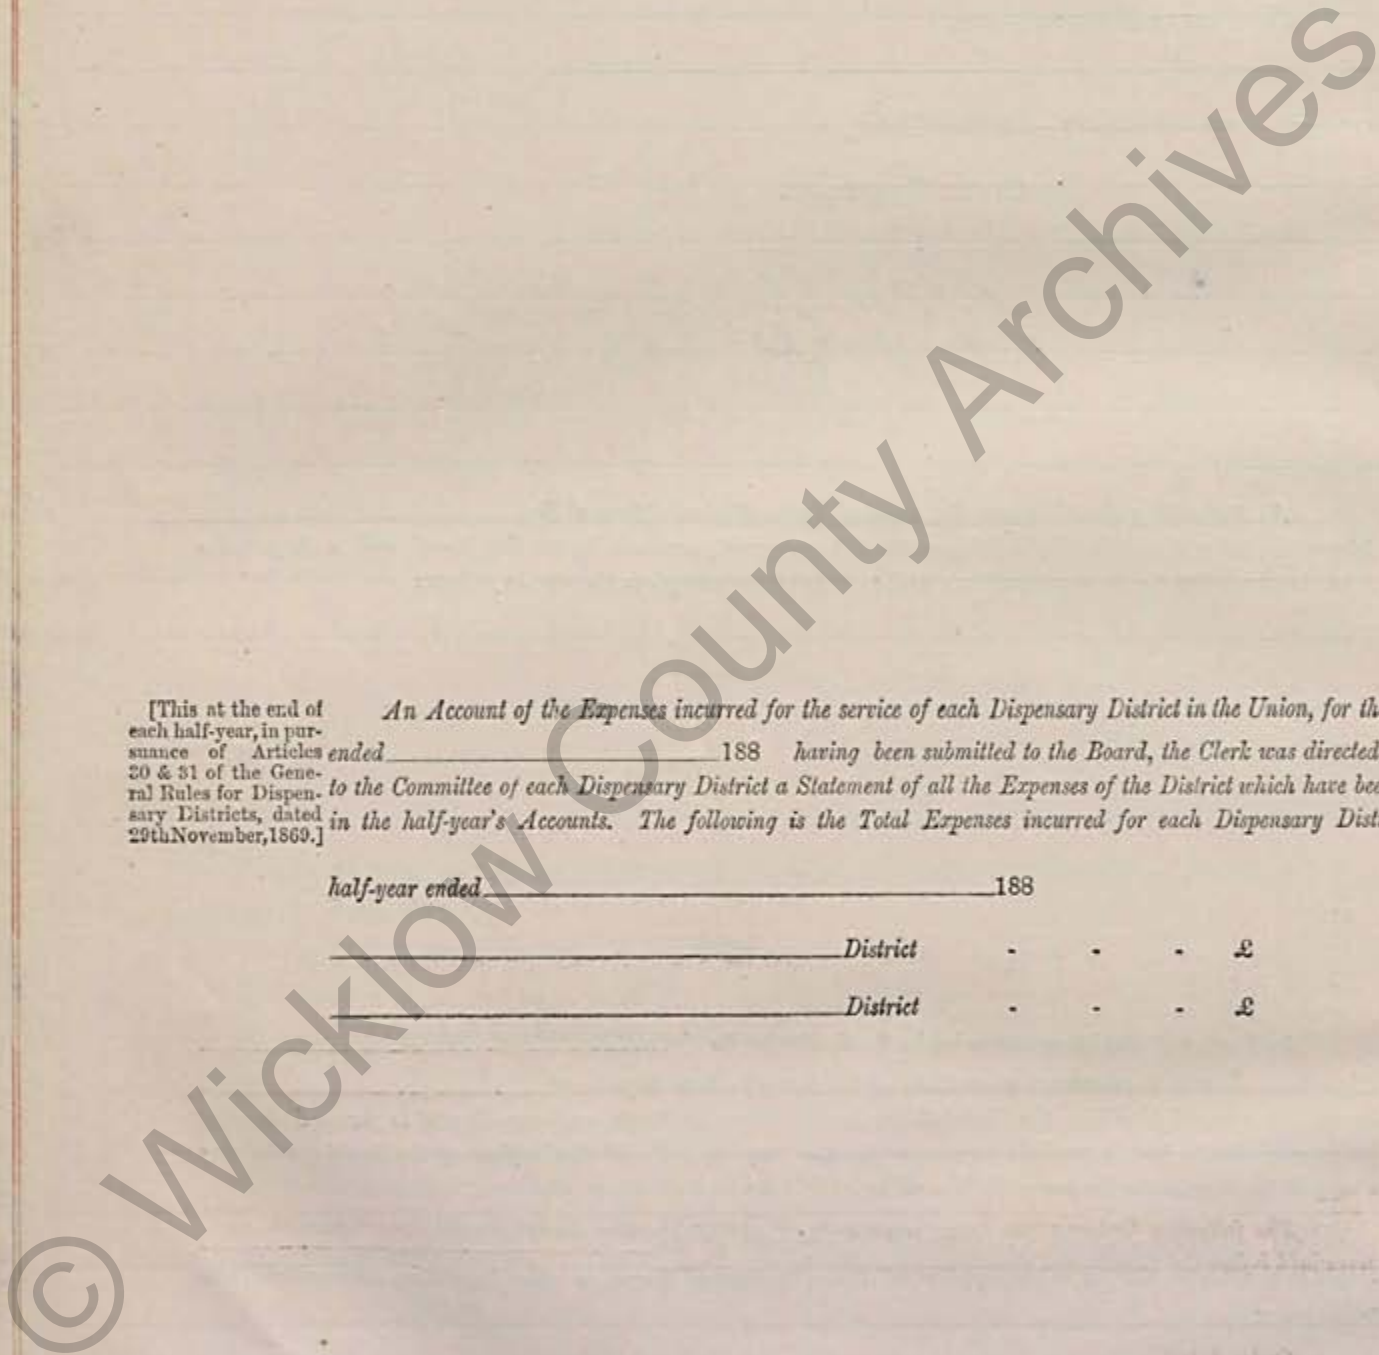 [This at the end of
each half-year, in pur-
suance of Articles
30 & 31 of the Gene-
ral Rules for Dispen-
sary Districts, dated
29th November, 1869.]
An Account of the Expenses incurred for the service of each Dispensary District in the Union, for th
ended 188 having been submitted to the Board, the Clerk was directed
to the Committee of each Dispensary District a Statement of all the Expenses of the District which have bee
in the half-year's Accounts. The following is the Total Expenses incurred for each Dispensary Dist
half-year ended 188
District - - - £
District - - - £
© Wicklow County Archives